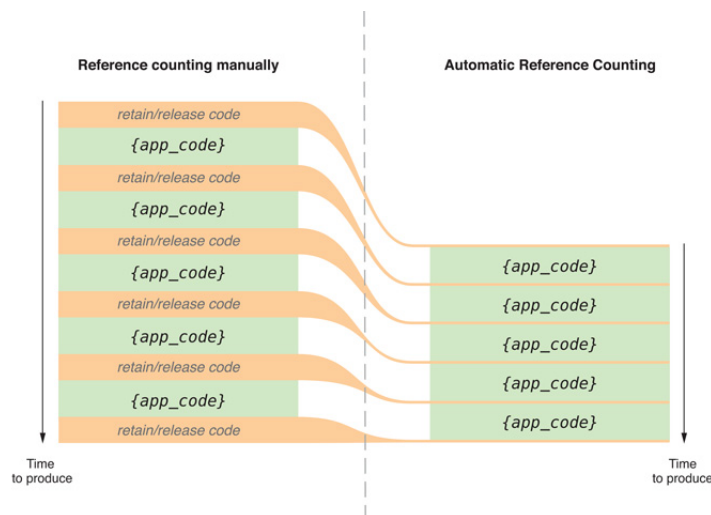 Reference counting manually
Automatic Reference Counting
retain/release code
{app_code}
retain/release code
{app_code}
retain/release code
{app_code}
retain/release code
{app_code}
retain/release code
{app_code}
retain/release code
{app_code}
{app_code}
{app_code}
{app_code}
{app_code}
Time
to produce
Time
to produce